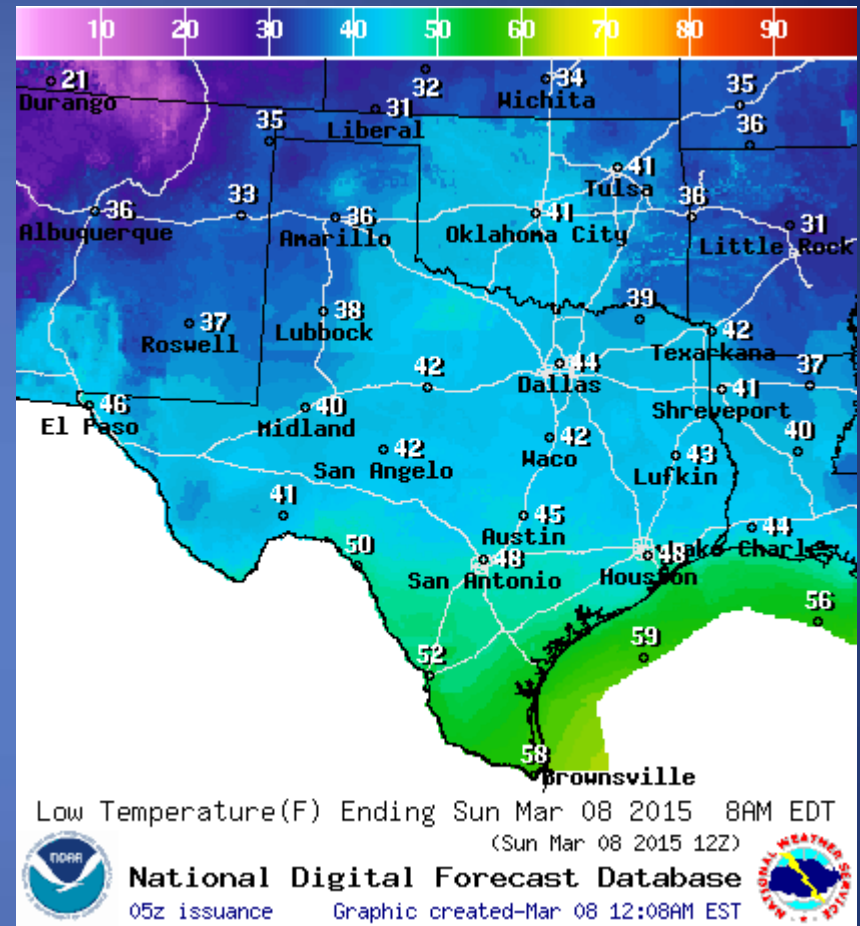 10 20 30 40 50 60 70 80 90
21
Durango
32
34
Wichita
35
31
Liberal
35
36
41
Tulsa
36
Albuquerque
33
36
Amarillo
41
Oklahoma City
36
31
Little Rock
37
Roswell
38
Lubbock
39
42
Texarkana
44
Dallas
42
37
46
El Paso
40
Midland
41
Shreveport
42
San Angelo
42
Waco
43
Lufkin
40
41
45
Austin
44
Lake Charles
50
48
San Antonio
48
Houston
56
59
52
58
Brownsville
Low Temperature(F) Ending Sun Mar 08 2015 8AM EDT
(Sun Mar 08 2015 12Z)
National Digital Forecast Database
05z issuance Graphic created-Mar 08 12:08AM EST
NOAA
NATIONAL WEATHER SERVICE